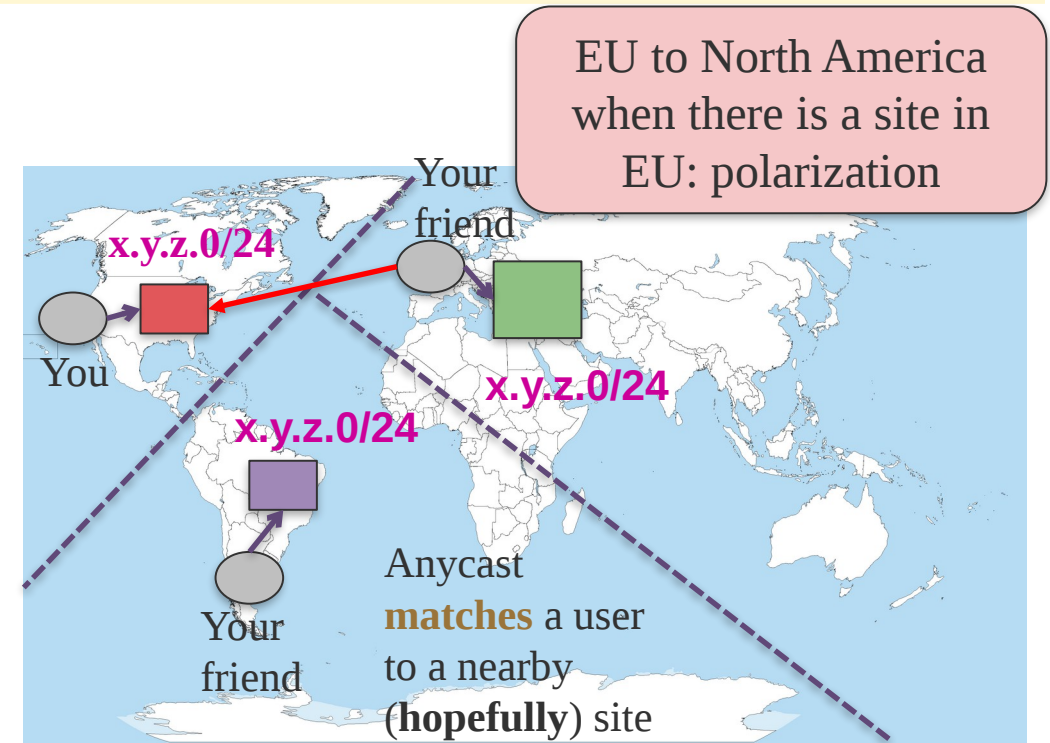 EU to North America
when there is a site in
EU: polarization
Your
friend
x.y.z.0/24
You
x.y.z.0/24
x.y.z.0/24
Your
friend
Anycast
matches a user
to a nearby
(hopefully) site